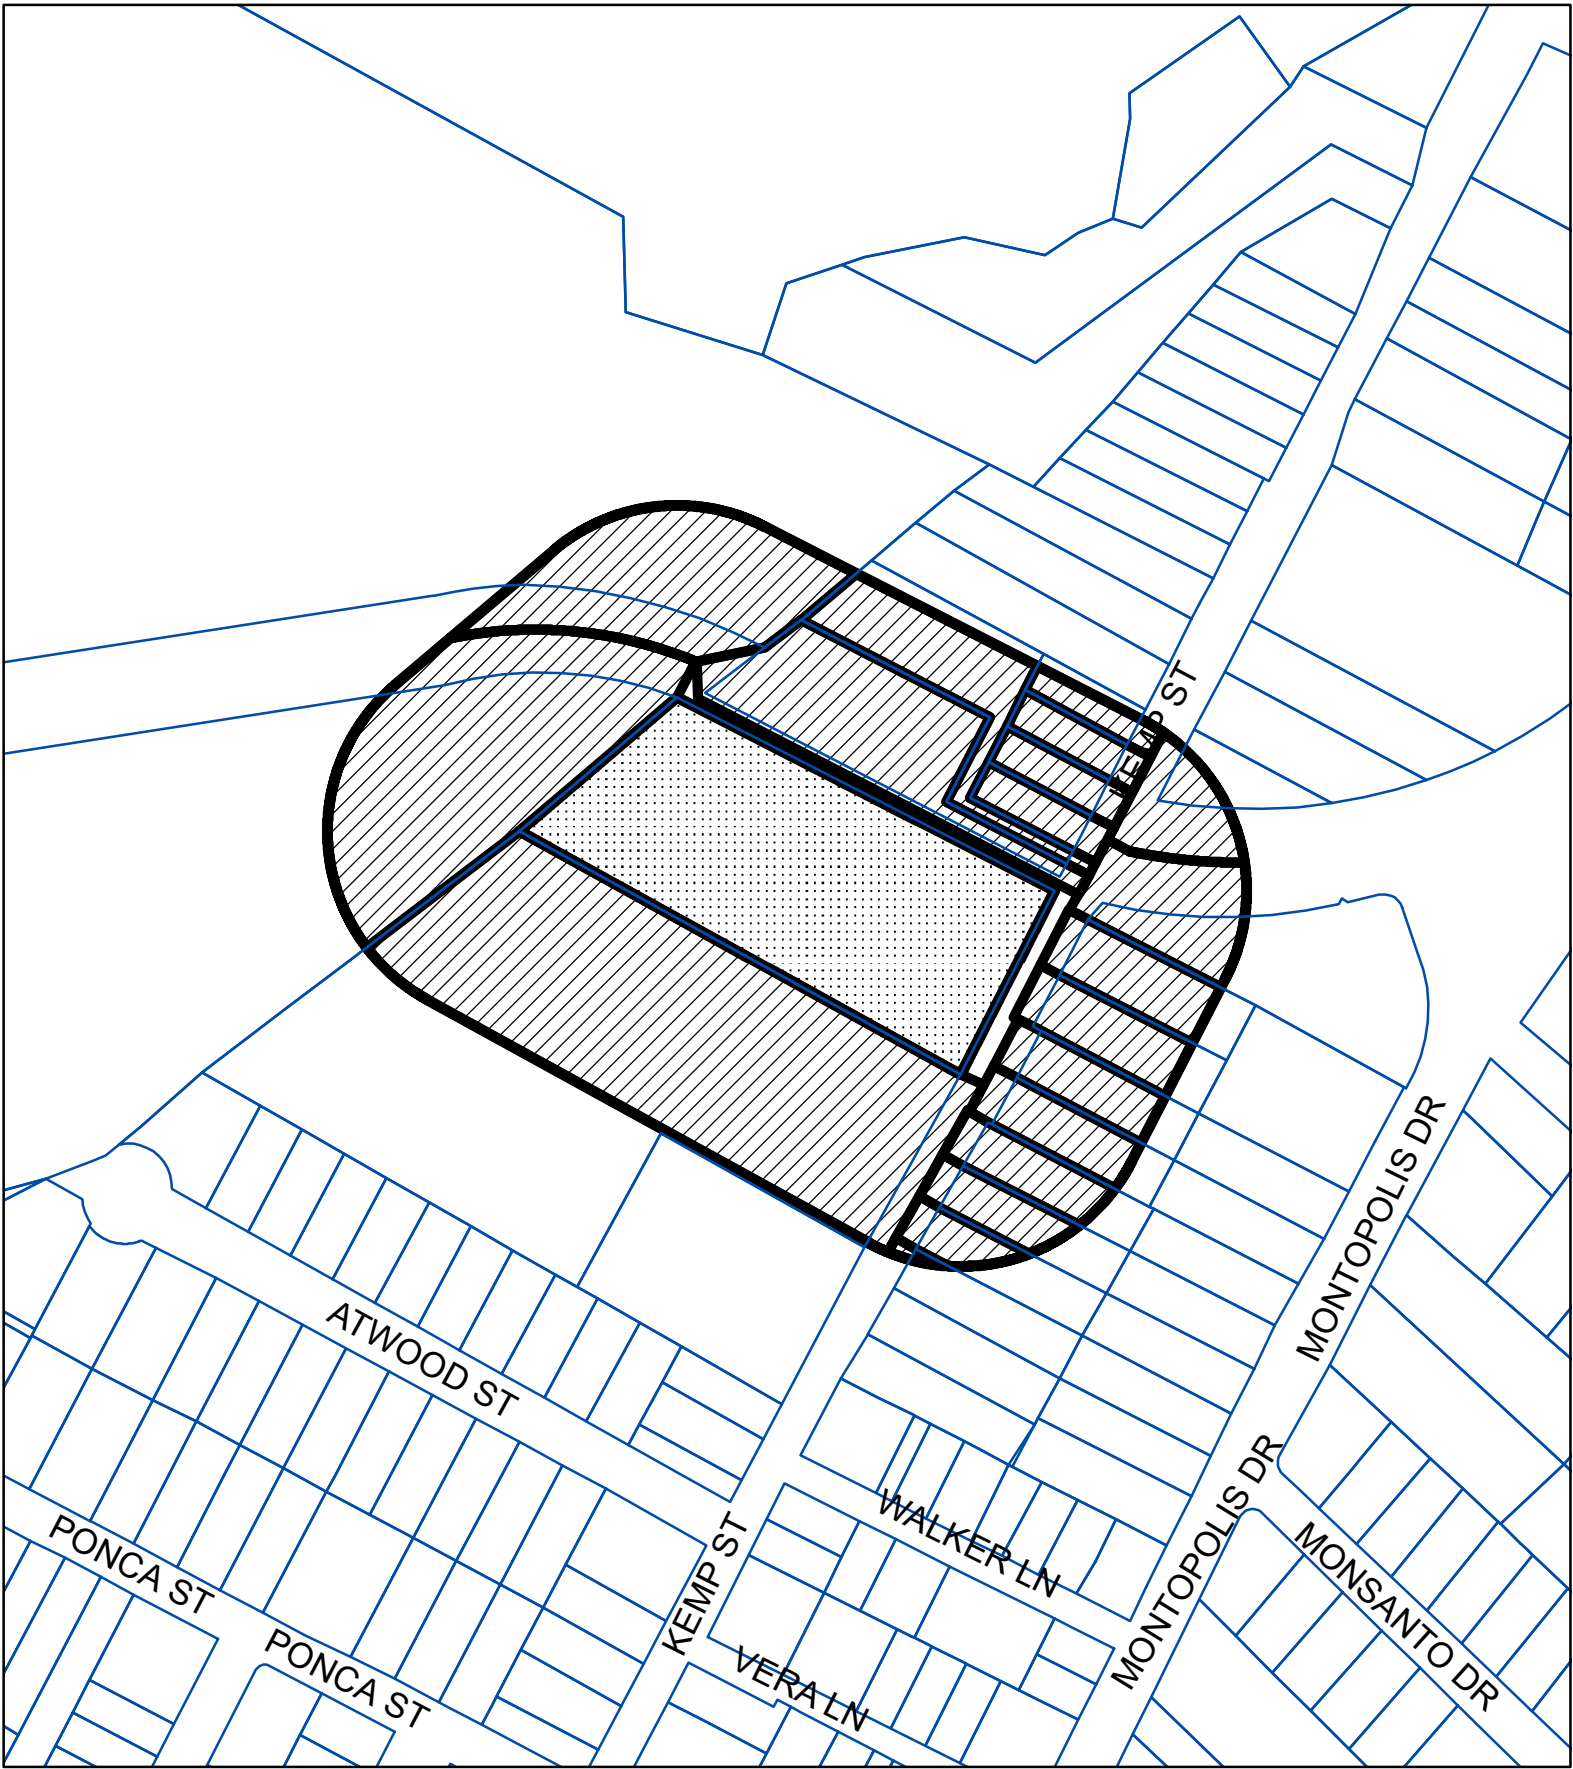 KEMP ST
MONTOPOLIS DR
ATWOOD ST
MONTOPOLIS DR
WALKER LN
PONCA ST
KEMP ST
MONSANTO DR
PONCA ST
VERA LN